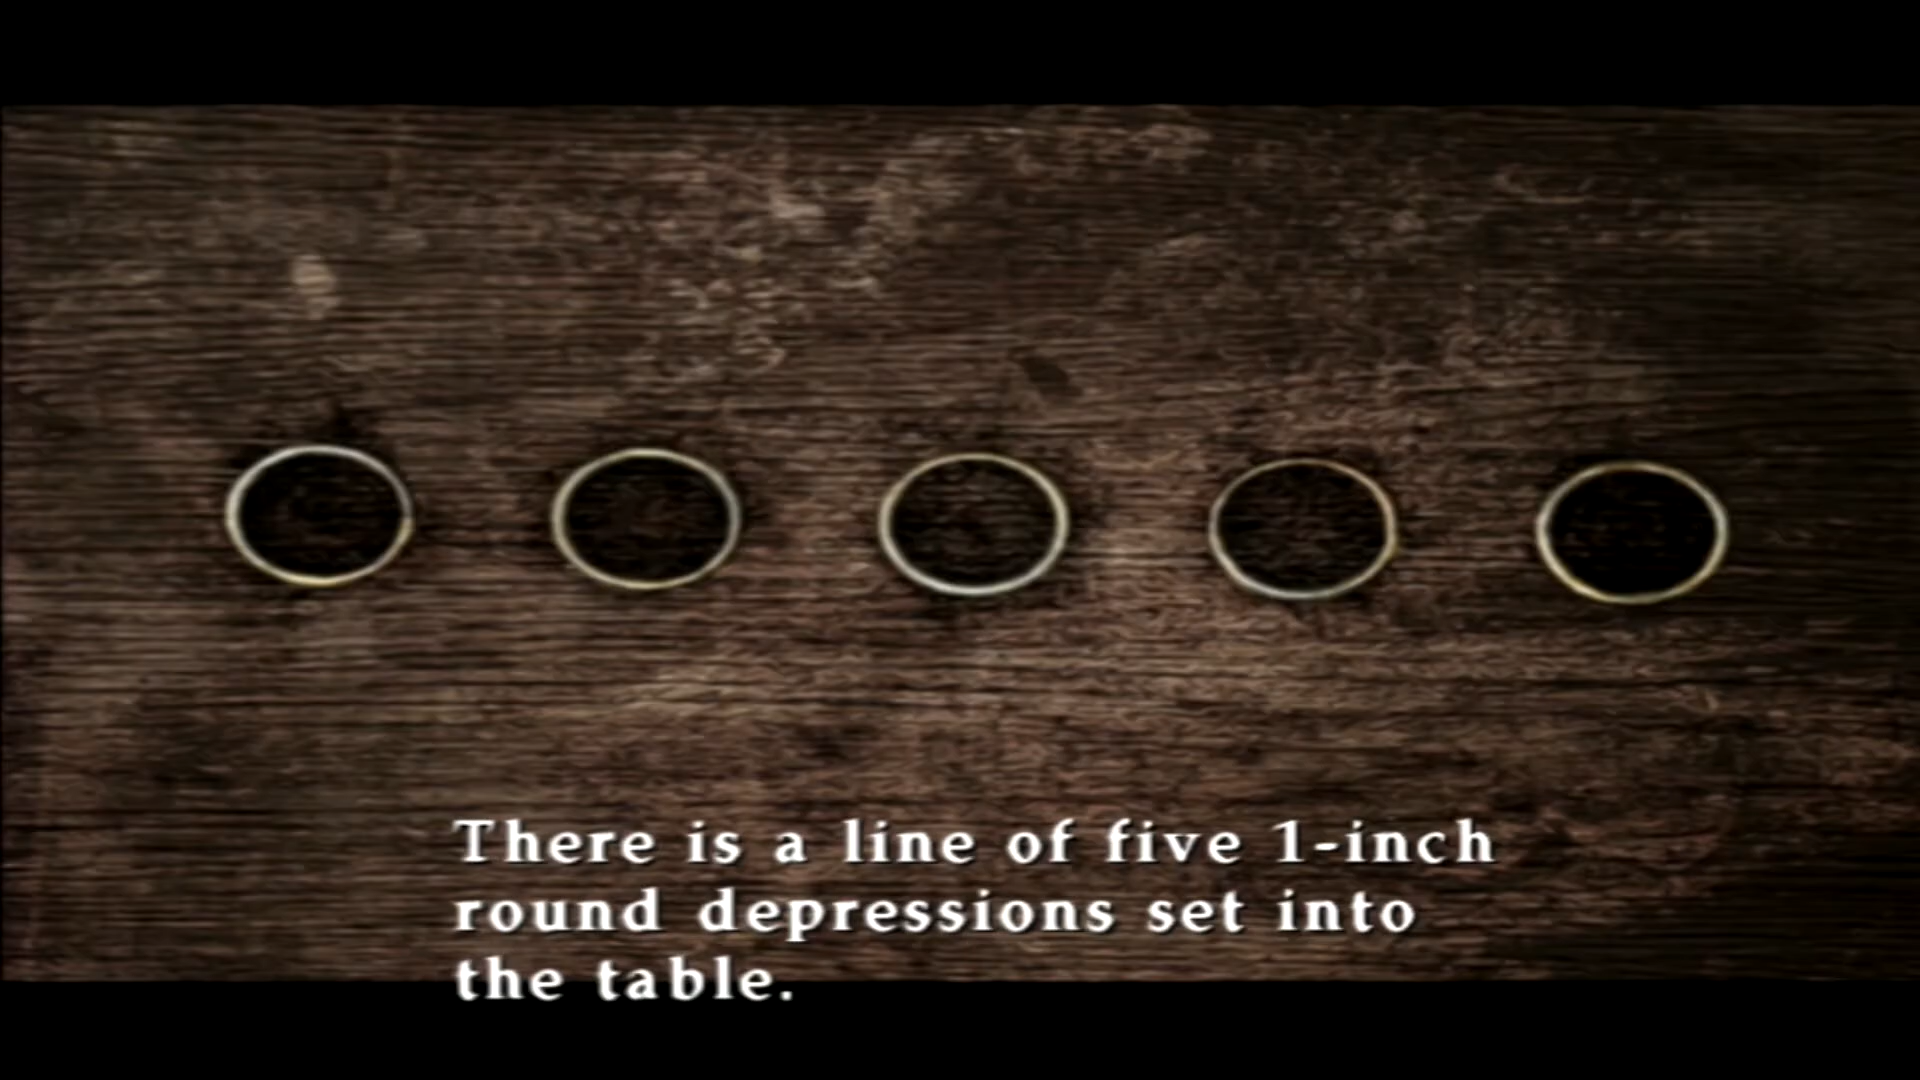 There is a line of five 1-inch
round depressions set into
the table.